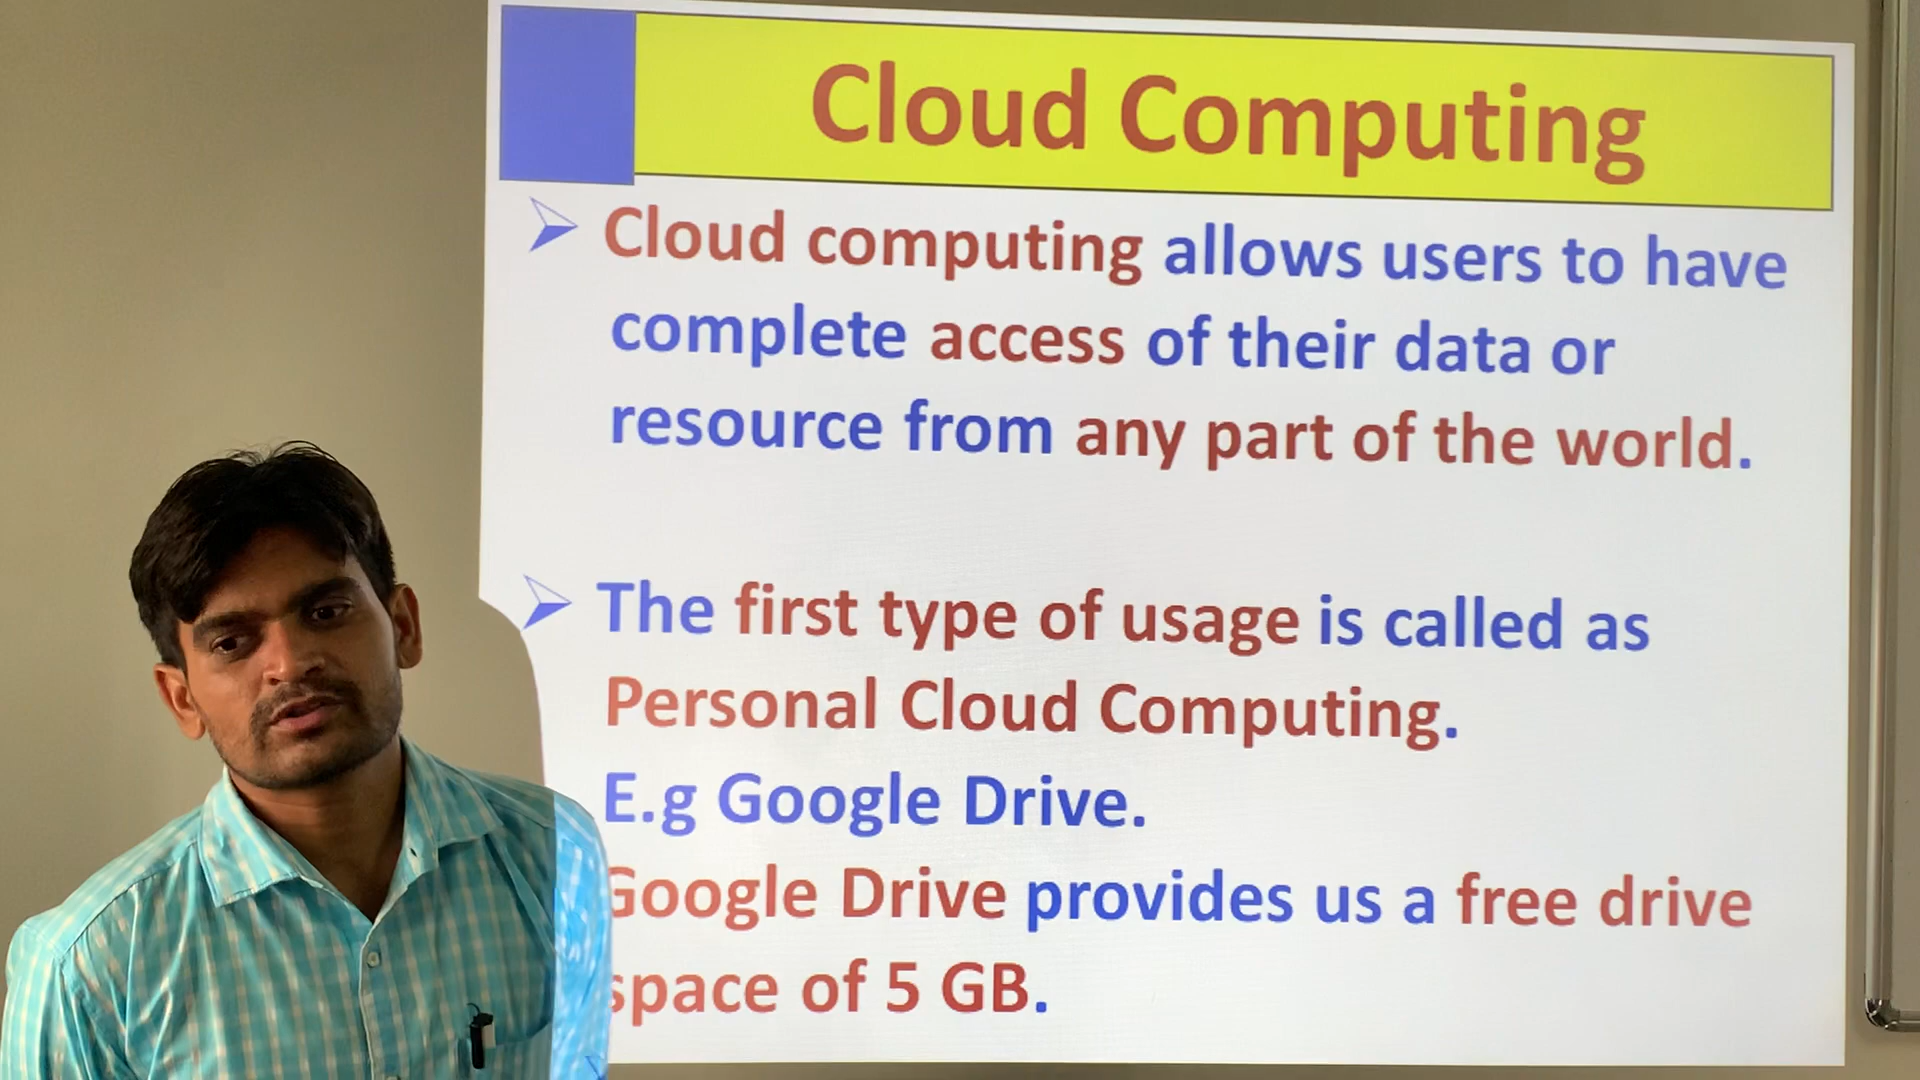 Cloud Computing
Cloud computing allows users to have
complete access of their data or
resource from any part of the world.
The first type of usage is called as
Personal Cloud Computing.
E.g Google Drive.
Google Drive provides us a free drive
space of 5 GB.